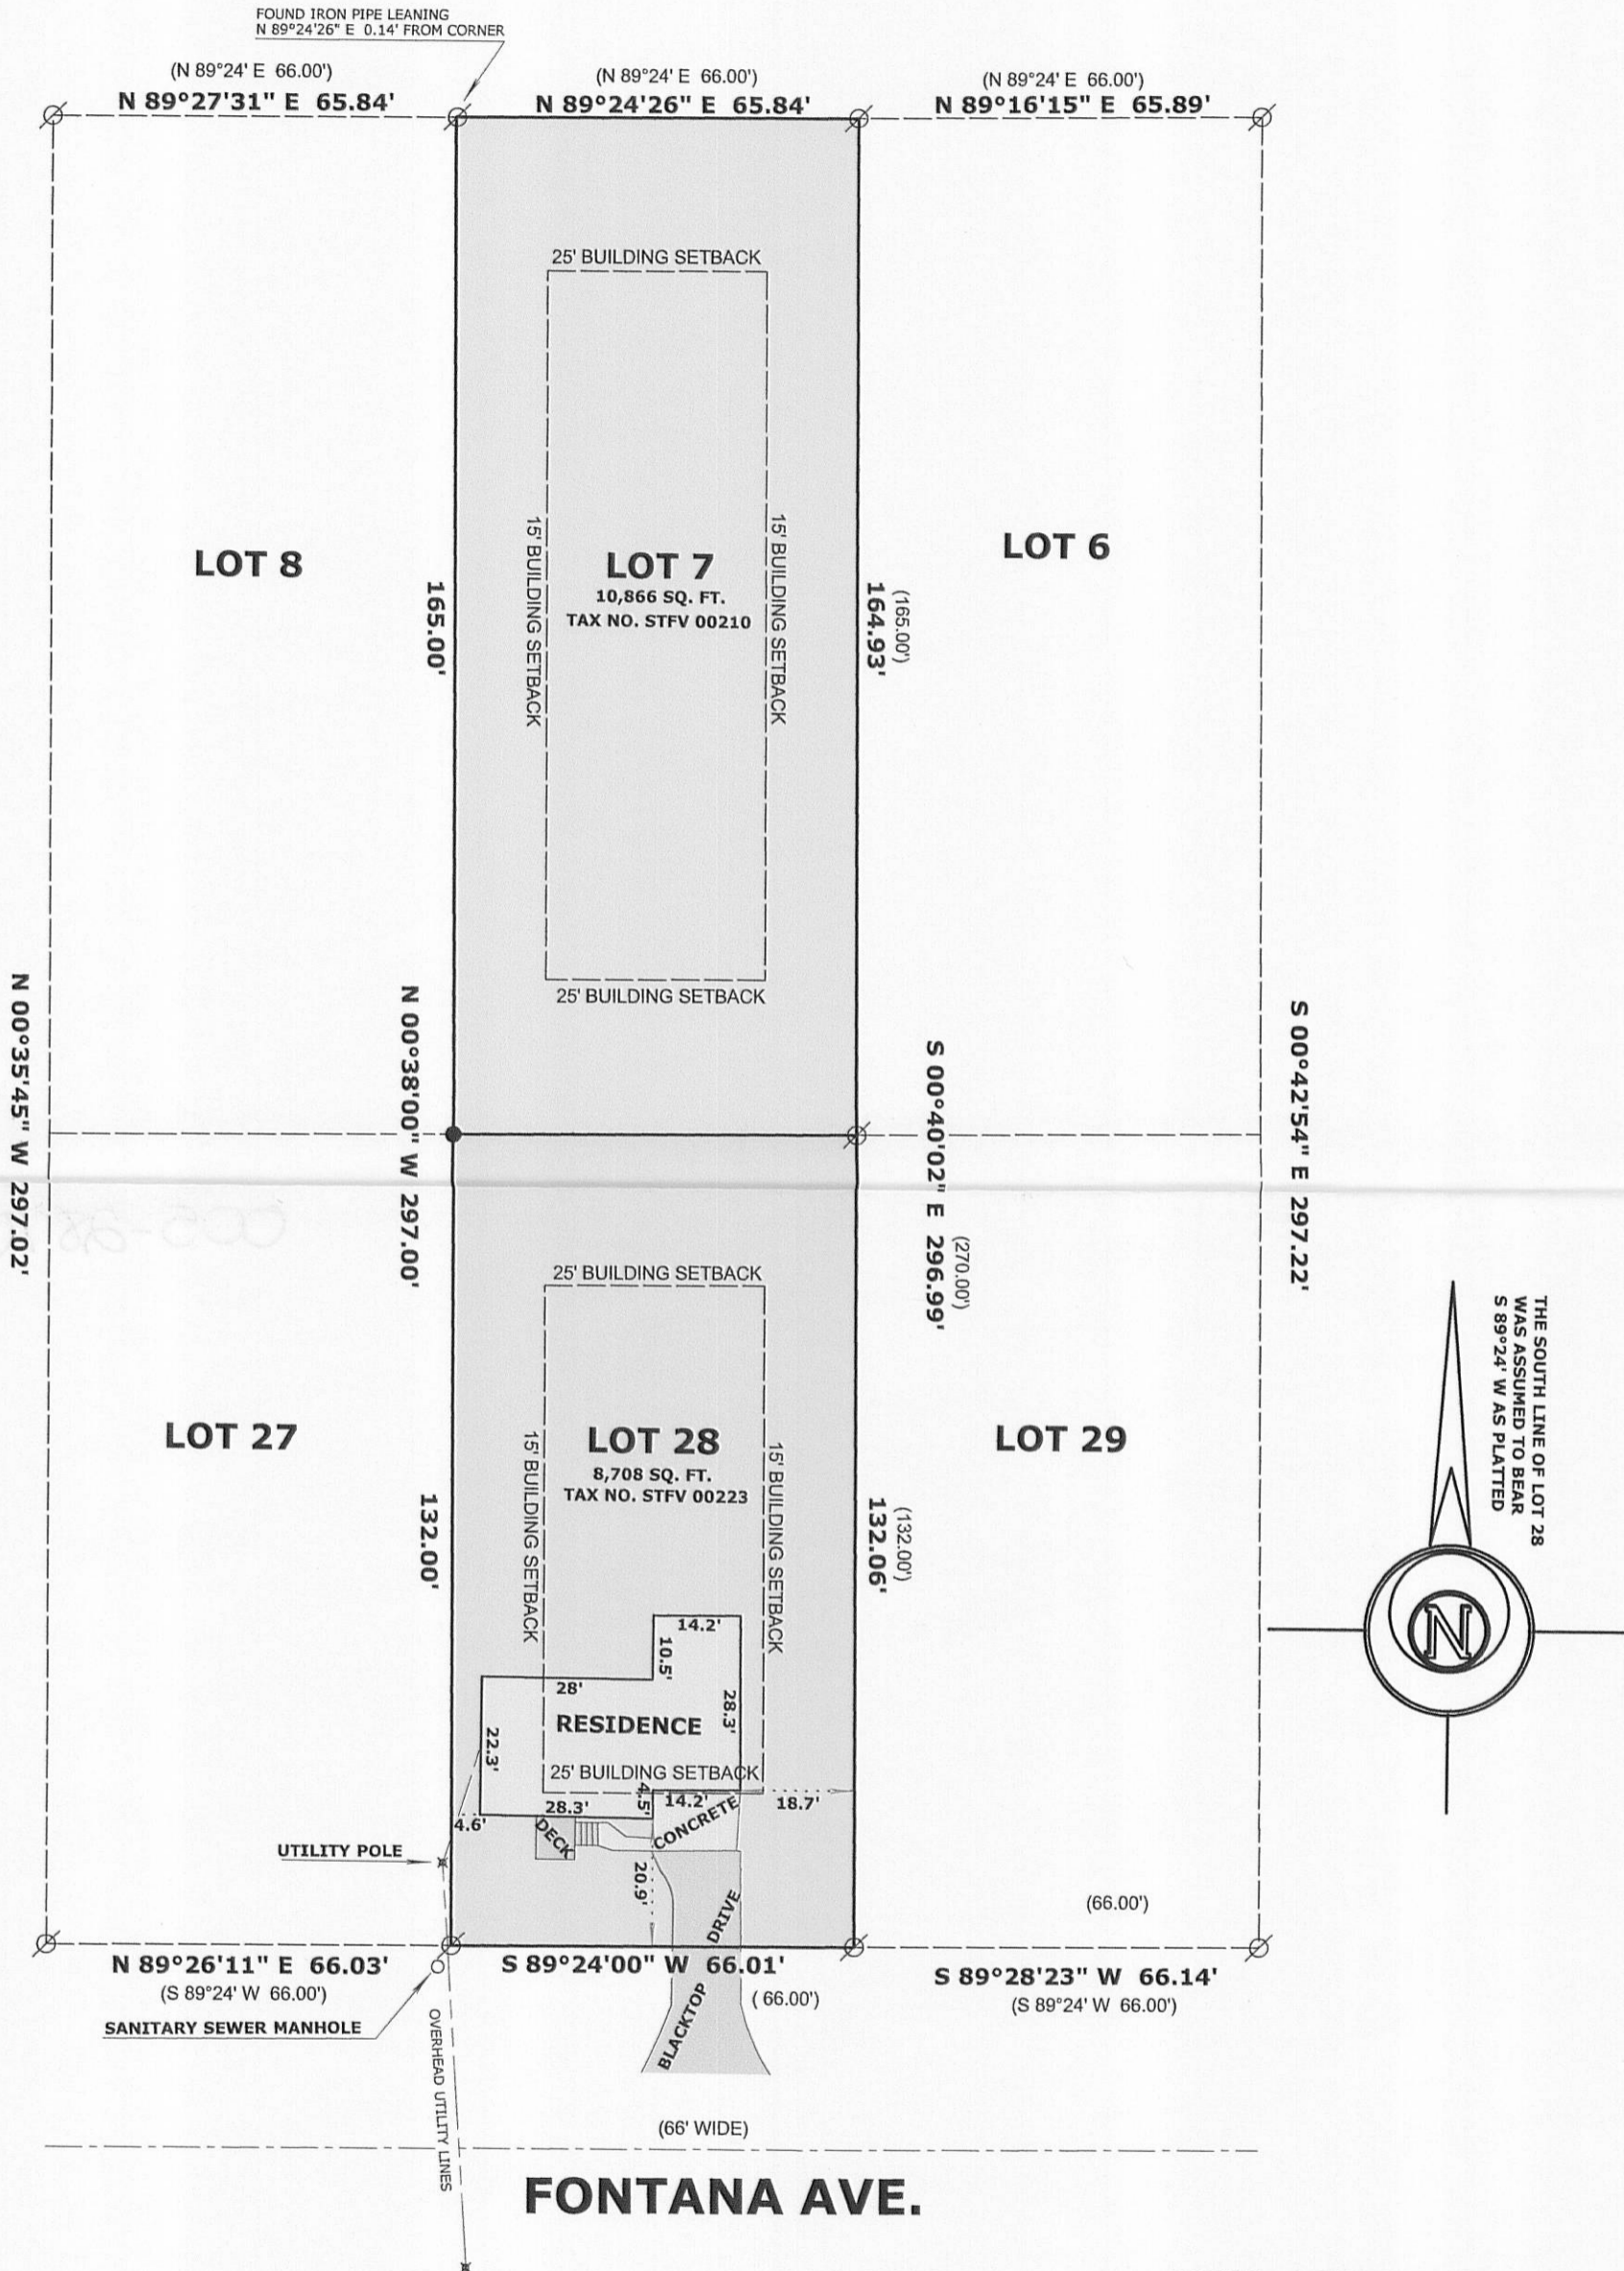 FOUND IRON PIPE LEANING
N 89°24'26" E 0.14' FROM CORNER
(N 89°24' E 66.00')
N 89°27'31" E 65.84'
(N 89°24' E 66.00')
N 89°24'26" E 65.84'
(N 89°24' E 66.00')
N 89°16'15" E 65.89'
25' BUILDING SETBACK
15' BUILDING SETBACK
15' BUILDING SETBACK
LOT 8
LOT 7
10,866 SQ. FT.
TAX NO. STFV 00210
LOT 6
165.00'
(165.00')
164.93'
25' BUILDING SETBACK
N 00°35'45" W 297.02'
N 00°38'00" W 297.00'
S 00°40'02" E 296.99'
(270.00')
S 00°42'54" E 297.22'
25' BUILDING SETBACK
15' BUILDING SETBACK
15' BUILDING SETBACK
LOT 27
LOT 28
8,708 SQ. FT.
TAX NO. STFV 00223
LOT 29
THE SOUTH LINE OF LOT 28
WAS ASSUMED TO BEAR
S 89°24' W AS PLATTED
N
132.00'
(132.00')
132.06'
14.2'
10.5'
28'
28.3'
RESIDENCE
22.3'
25' BUILDING SETBACK
4.5'
14.2'
18.7'
28.3'
4.6'
DECK
CONCRETE
UTILITY POLE
20.9'
DRIVE
(66.00')
N 89°26'11" E 66.03'
(S 89°24' W 66.00')
S 89°24'00" W 66.01'
( 66.00')
S 89°28'23" W 66.14'
(S 89°24' W 66.00')
SANITARY SEWER MANHOLE
BLACKTOP
OVERHEAD UTILITY LINES
(66' WIDE)
FONTANA AVE.